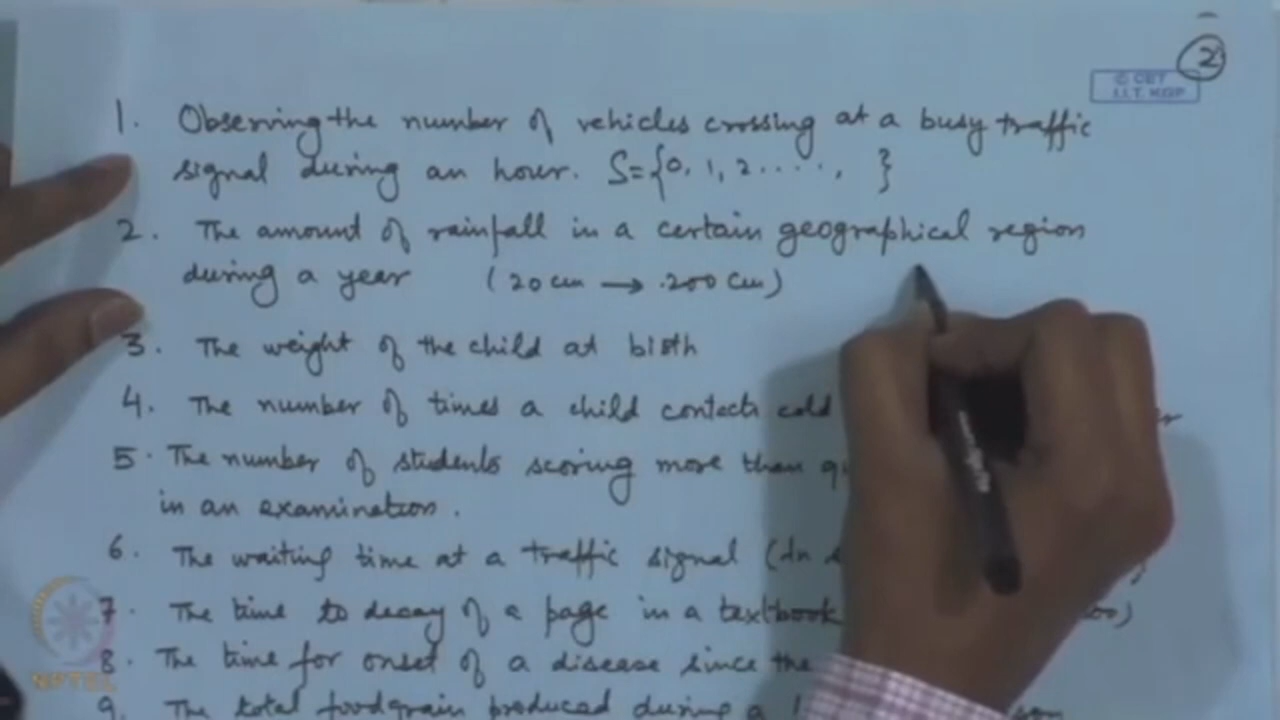 2
© CET
I.I.T. KGP
1. Observing the number of vehicles crossing at a busy traffic
signal during an hour. S={0, 1, 2....., }
2. The amount of rainfall in a certain geographical region
during a year (20 cm → 200 cm)
3. The weight of the child at birth
4. The number of times a child contects cold
5. The number of students scoring more than
in an examination.
6. The waiting time at a traffic signal (In
7. The time to decay of a page in a textbook
8. The time for onset of a disease since the
9. The total foodgrain produced during a
NPTEL